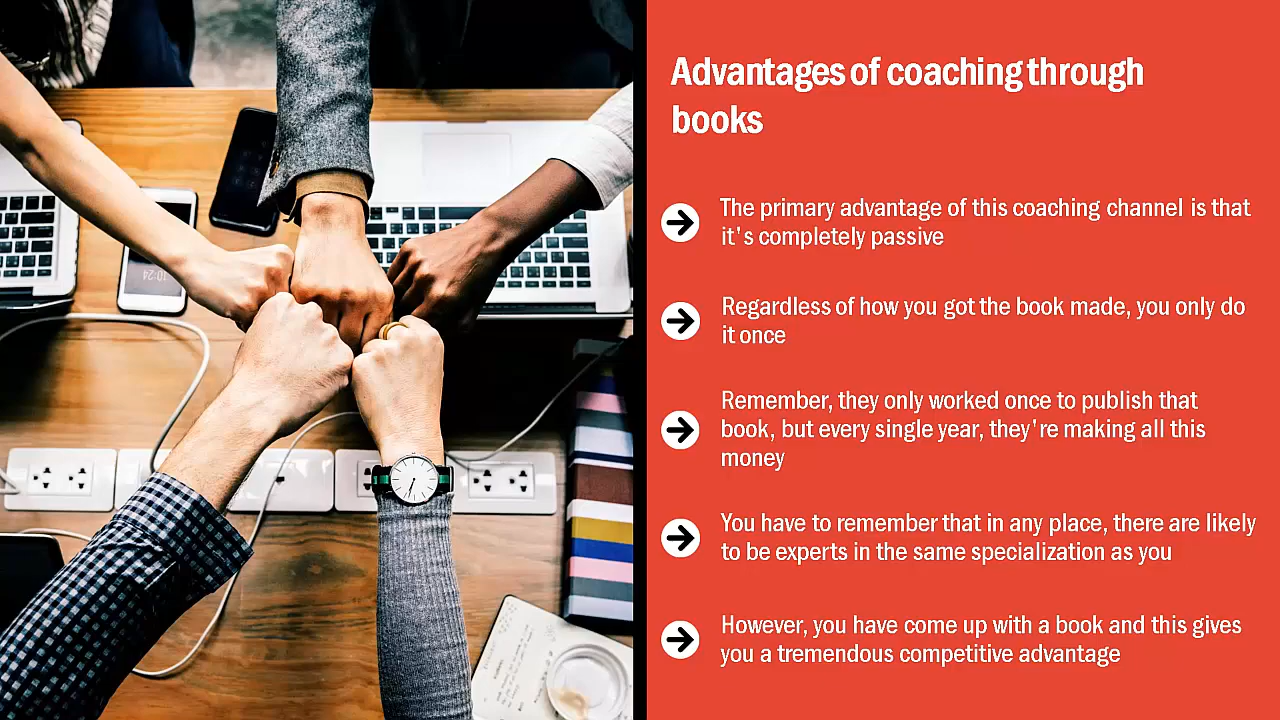 Advantages of coaching through
books
The primary advantage of this coaching channel is that
it's completely passive
Regardless of how you got the book made, you only do
it once
Remember, they only worked once to publish that
book, but every single year, they're making all this
money
You have to remember that in any place, there are likely
to be experts in the same specialization as you
However, you have come up with a book and this gives
you a tremendous competitive advantage